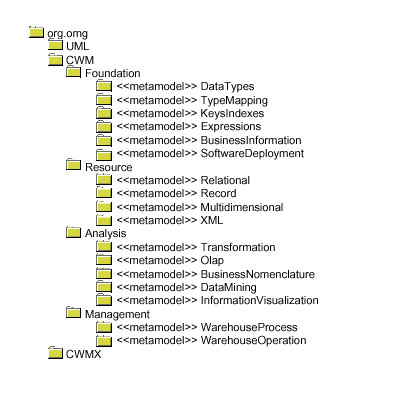 org.omg
UML
CWM
Foundation
<<metamodel>> DataTypes
<<metamodel>> TypeMapping
<<metamodel>> KeysIndexes
<<metamodel>> Expressions
<<metamodel>> BusinessInformation
<<metamodel>> SoftwareDeployment
Resource
<<metamodel>> Relational
<<metamodel>> Record
<<metamodel>> Multidimensional
<<metamodel>> XML
Analysis
<<metamodel>> Transformation
<<metamodel>> Olap
<<metamodel>> BusinessNomenclature
<<metamodel>> DataMining
<<metamodel>> InformationVisualization
Management
<<metamodel>> WarehouseProcess
<<metamodel>> WarehouseOperation
CWMX